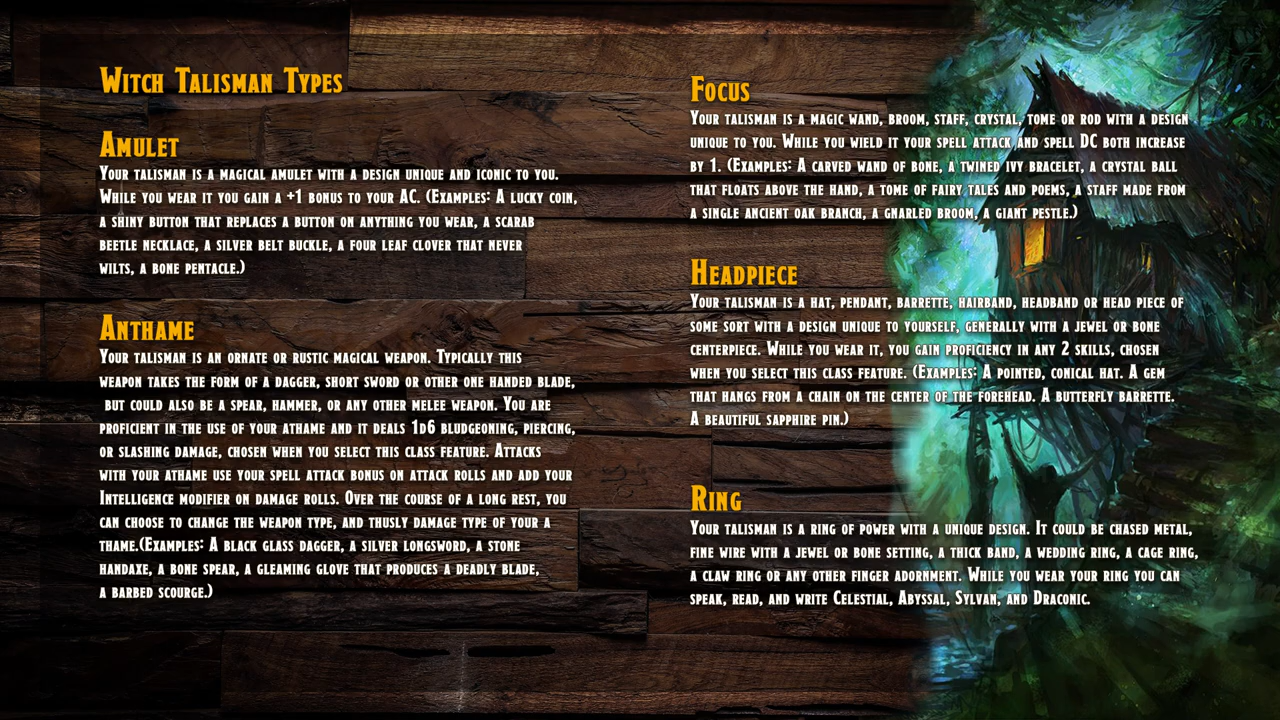 Witch Talisman Types
Amulet
Your talisman is a magical amulet with a design unique and iconic to you.
While you wear it you gain a +1 bonus to your AC. (Examples: A lucky coin,
a shiny button that replaces a button on anything you wear, a scarab
beetle necklace, a silver belt buckle, a four leaf clover that never
wilts, a bone pentacle.)
Anthame
Your talisman is an ornate or rustic magical weapon. Typically this
weapon takes the form of a dagger, short sword or other one handed blade,
but could also be a spear, hammer, or any other melee weapon. You are
proficient in the use of your athame and it deals 1d6 bludgeoning, piercing,
or slashing damage, chosen when you select this class feature. Attacks
with your athame use your spell attack bonus on attack rolls and add your
Intelligence modifier on damage rolls. Over the course of a long rest, you
can choose to change the weapon type, and thusly damage type of your a
thame.(Examples: A black glass dagger, a silver longsword, a stone
handaxe, a bone spear, a gleaming glove that produces a deadly blade,
a barbed scourge.)
Focus
Your talisman is a magic wand, broom, staff, crystal, tome or rod with a design
unique to you. While you wield it your spell attack and spell DC both increase
by 1. (Examples: A carved wand of bone, a twined ivy bracelet, a crystal ball
that floats above the hand, a tome of fairy tales and poems, a staff made from
a single ancient oak branch, a gnarled broom, a giant pestle.)
Headpiece
Your talisman is a hat, pendant, barrette, hairband, headband or head piece of
some sort with a design unique to yourself, generally with a jewel or bone
centerpiece. While you wear it, you gain proficiency in any 2 skills, chosen
when you select this class feature. (Examples: A pointed, conical hat. A gem
that hangs from a chain on the center of the forehead. A butterfly barrette.
A beautiful sapphire pin.)
Ring
Your talisman is a ring of power with a unique design. It could be chased metal,
fine wire with a jewel or bone setting, a thick band, a wedding ring, a cage ring,
a claw ring or any other finger adornment. While you wear your ring you can
speak, read, and write Celestial, Abyssal, Sylvan, and Draconic.